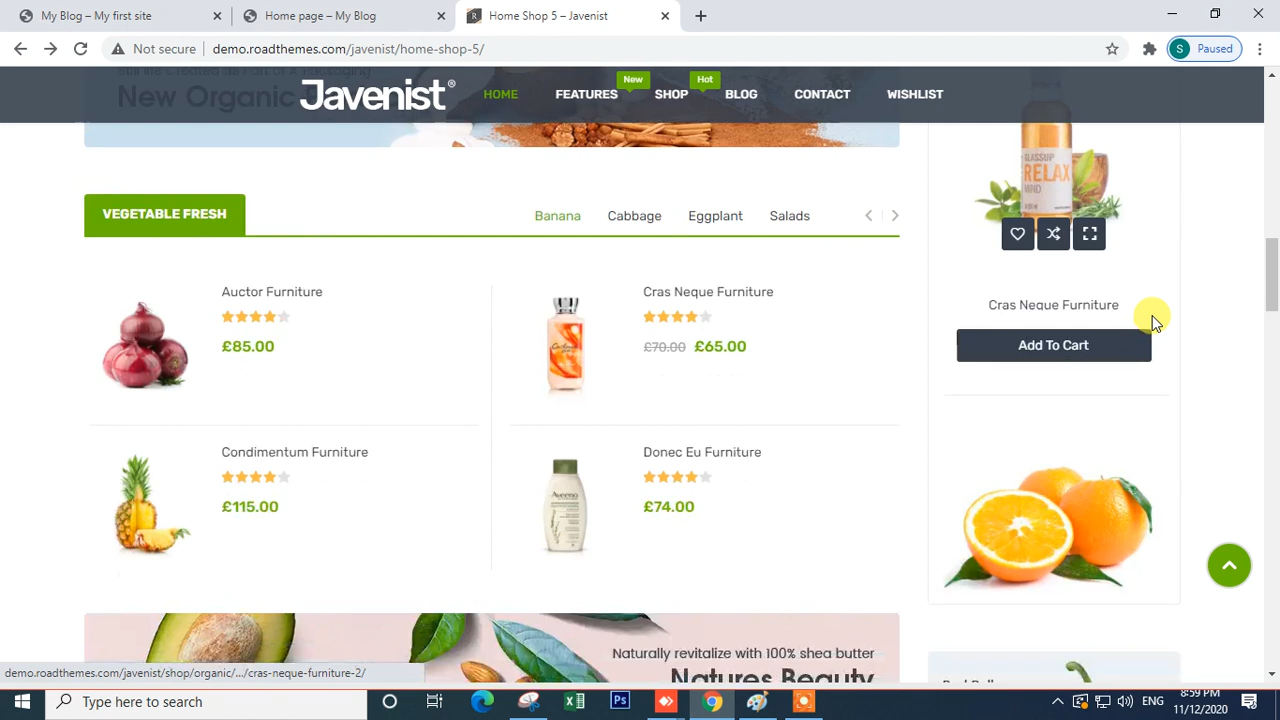 My Blog – My first site
Home page – My Blog
Home Shop 5 – Javenist
Not secure
demo.roadthemes.com/javenist/home-shop-5/
S Paused
New Organic
Javenist®
HOME
FEATURES
New
SHOP
Hot
BLOG
CONTACT
WISHLIST
GLASSUP
RELAX
MIND
VEGETABLE FRESH
Banana
Cabbage
Eggplant
Salads
Auctor Furniture
£85.00
Cras Neque Furniture
£70.00 £65.00
Cras Neque Furniture
Add To Cart
Condimentum Furniture
£115.00
Donec Eu Furniture
£74.00
Aveeno
Naturally revitalize with 100% shea butter
Natures Beauty
demo.roadthemes.com/javenist/shop/organic/.../cras-neque-furniture-2/
Type here to search
ENG
8:59 PM
11/12/2020